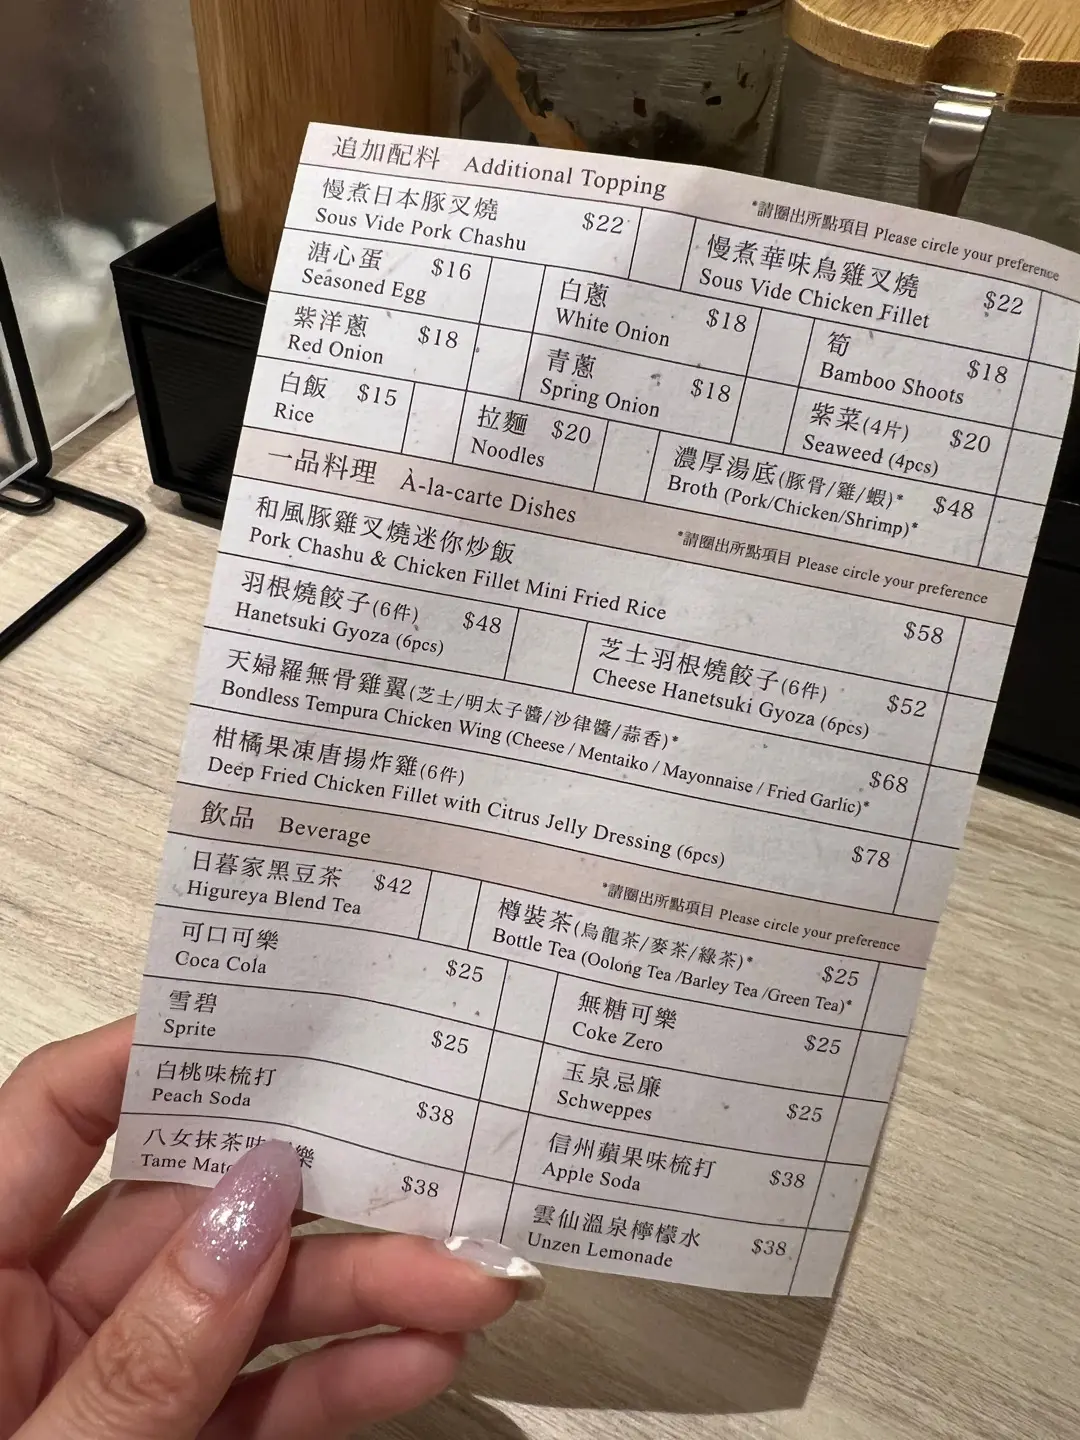 追加配料 Additional Topping
*請圈出所點項目 Please circle your preference
慢煮日本豚叉燒 $22
Sous Vide Pork Chashu
慢煮華味鳥雞叉燒 $22
Sous Vide Chicken Fillet
溏心蛋 $16
Seasoned Egg
白蔥 $18
White Onion
筍 $18
Bamboo Shoots
紫洋蔥 $18
Red Onion
青蔥 $18
Spring Onion
紫菜(4片) $20
Seaweed (4pcs)
白飯 $15
Rice
拉麵 $20
Noodles
濃厚湯底(豚骨/雞/蝦)* $48
Broth (Pork/Chicken/Shrimp)*
一品料理 À-la-carte Dishes
*請圈出所點項目 Please circle your preference
和風豚雞叉燒迷你炒飯
Pork Chashu & Chicken Fillet Mini Fried Rice $58
羽根燒餃子(6件) $48
Hanetsuki Gyoza (6pcs)
芝士羽根燒餃子(6件) $52
Cheese Hanetsuki Gyoza (6pcs)
天婦羅無骨雞翼(芝士/明太子醬/沙律醬/蒜香)* $68
Bondless Tempura Chicken Wing (Cheese / Mentaiko / Mayonnaise / Fried Garlic)*
柑橘果凍唐揚炸雞(6件)
Deep Fried Chicken Fillet with Citrus Jelly Dressing (6pcs) $78
飲品 Beverage
*請圈出所點項目 Please circle your preference
日暮家黑豆茶 $42
Higureya Blend Tea
樽裝茶(烏龍茶/麥茶/綠茶)* $25
Bottle Tea (Oolong Tea /Barley Tea /Green Tea)*
可口可樂 $25
Coca Cola
無糖可樂 $25
Coke Zero
雪碧 $25
Sprite
玉泉忌廉 $25
Schweppes
白桃味梳打 $38
Peach Soda
信州蘋果味梳打 $38
Apple Soda
八女抹茶味 樂 $38
Tame
雲仙溫泉檸檬水 $38
Unzen Lemonade